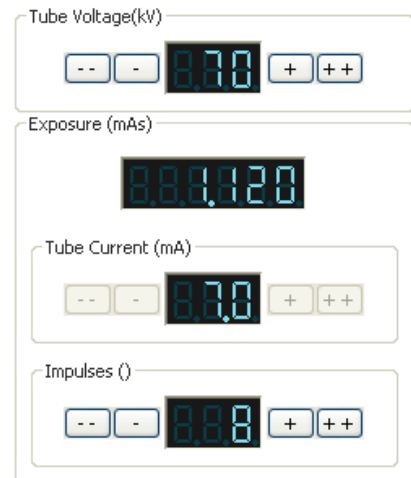 Tube Voltage(kV)
-- - 70 + ++
Exposure (mAs)
1.120
Tube Current (mA)
-- - 7.0 + ++
Impulses ()
-- - 8 + ++